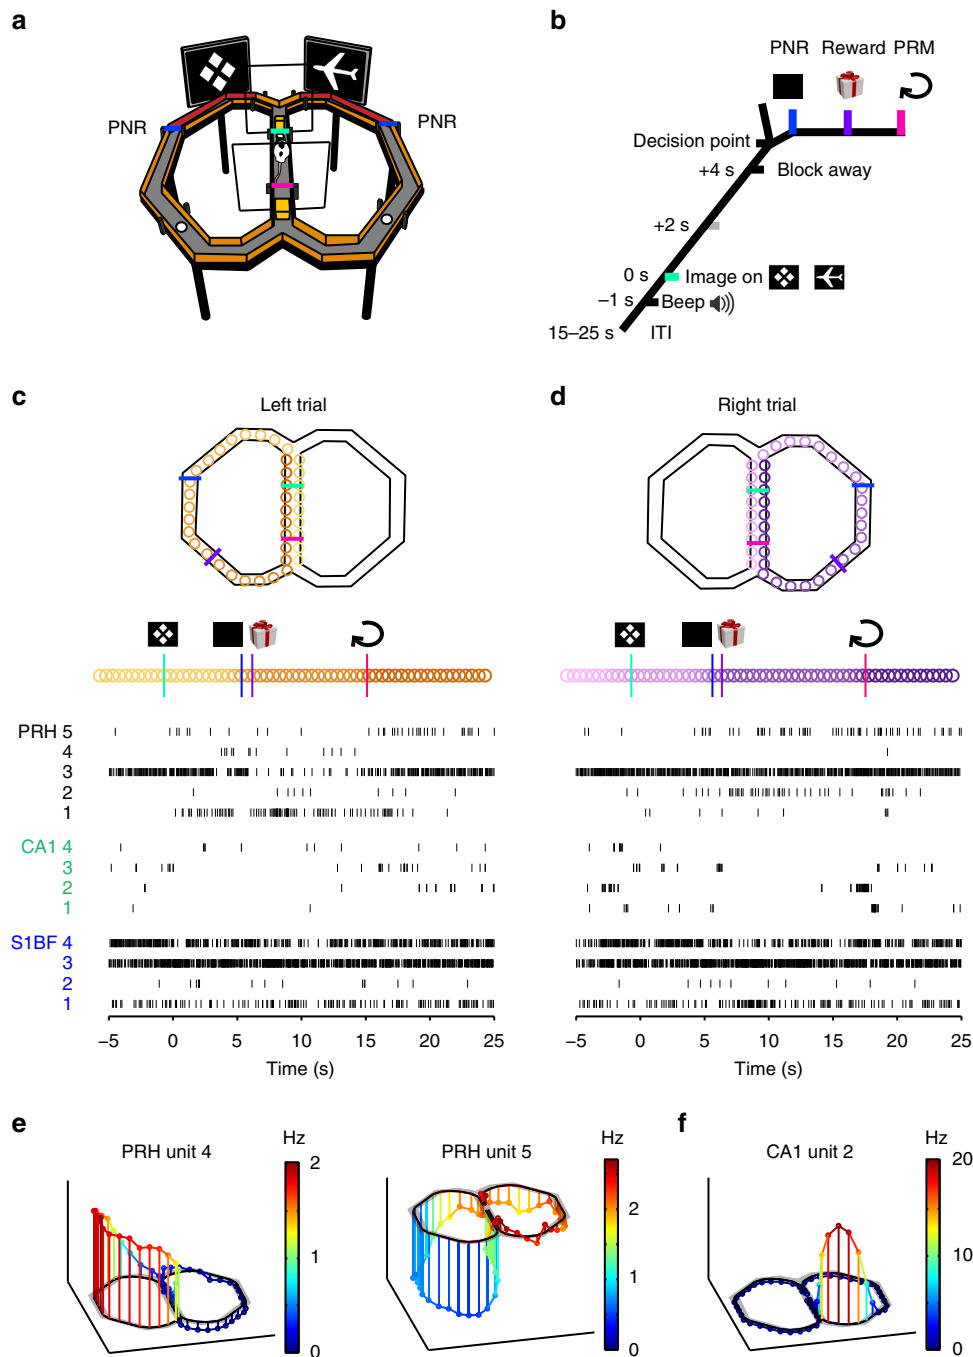 a
PNR
PNR
b
PNR Reward PRM
Decision point
+4 s Block away
+2 s
0 s Image on
−1 s Beep
15–25 s ITI
c
Left trial
d
Right trial
PRH 5
4
3
2
1
CA1 4
3
2
1
S1BF 4
3
2
1
−5 0 5 10 15 20 25
Time (s)
−5 0 5 10 15 20 25
Time (s)
e
PRH unit 4
Hz
2
1
0
PRH unit 5
Hz
2
1
0
f
CA1 unit 2
Hz
20
10
0